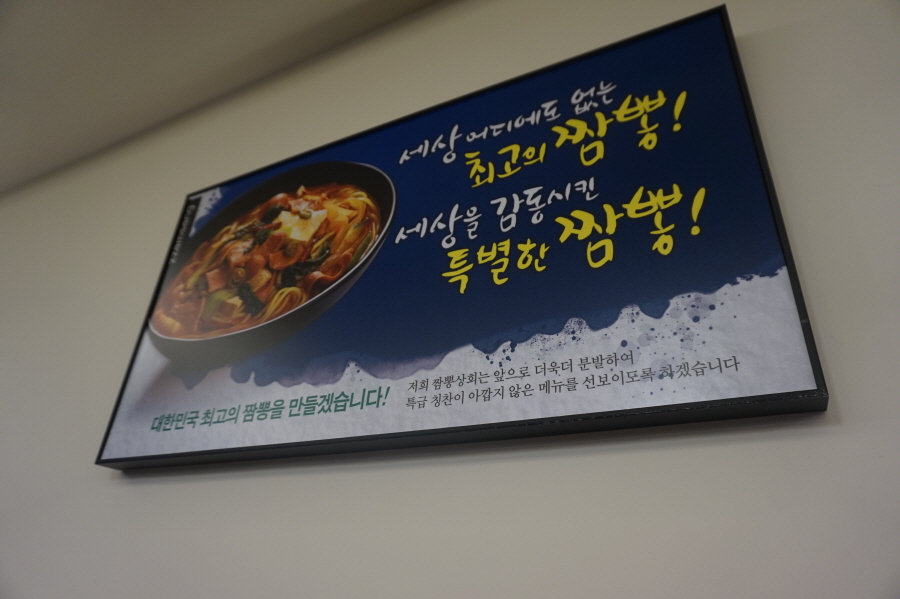 세상 어디에도 없는
최고의 짬뽕!
세상을 감동시킨
특별한 짬뽕!
대한민국 최고의 짬뽕을 만들겠습니다!
저희 짬뽕상회는 앞으로 더욱더 분발하여
특급 칭찬이 아깝지 않은 메뉴를 선보이도록 하겠습니다